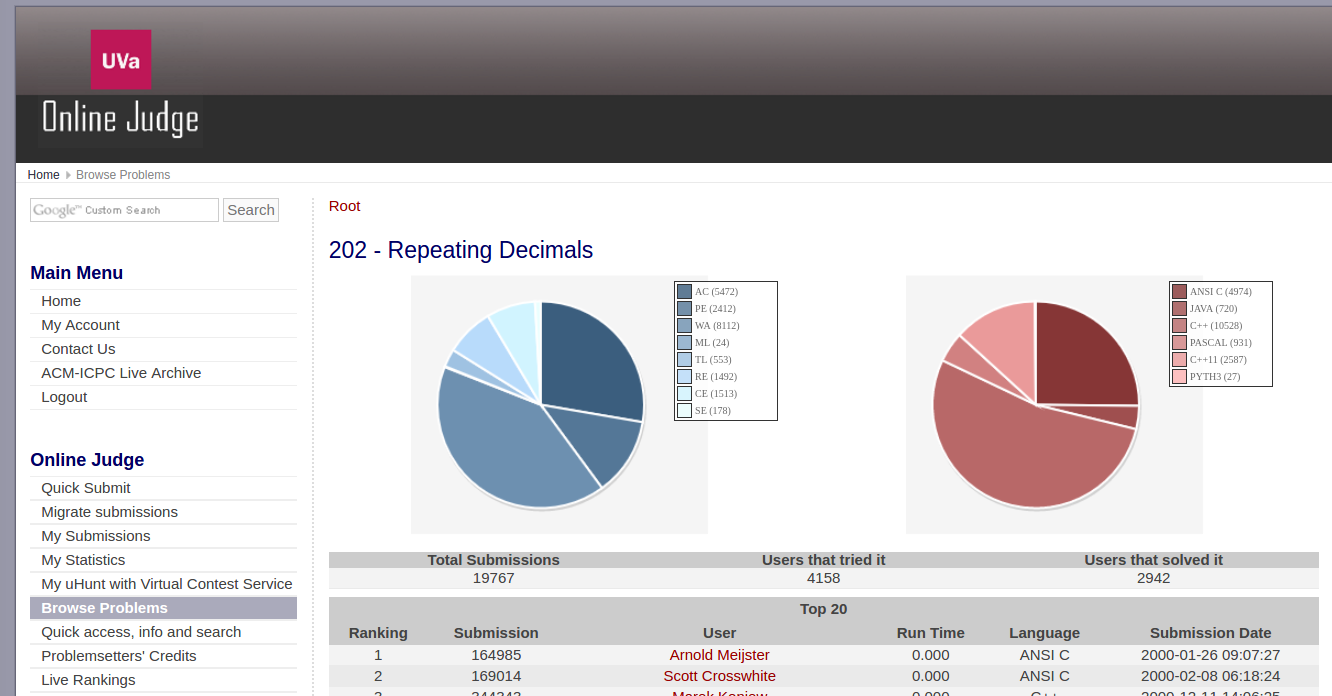 UVa
Online Judge
Home Browse Problems
Google™ Custom Search Search
Main Menu
Home
My Account
Contact Us
ACM-ICPC Live Archive
Logout
Online Judge
Quick Submit
Migrate submissions
My Submissions
My Statistics
My uHunt with Virtual Contest Service
Browse Problems
Quick access, info and search
Problemsetters' Credits
Live Rankings
Root
202 - Repeating Decimals
AC (5472)
PE (2412)
WA (8112)
ML (24)
TL (553)
RE (1492)
CE (1513)
SE (178)
ANSI C (4974)
JAVA (720)
C++ (10528)
PASCAL (931)
C++11 (2587)
PYTH3 (27)
Total Submissions Users that tried it Users that solved it
19767 4158 2942
Top 20
Ranking Submission User Run Time Language Submission Date
1 164985 Arnold Meijster 0.000 ANSI C 2000-01-26 09:07:27
2 169014 Scott Crosswhite 0.000 ANSI C 2000-02-08 06:18:24